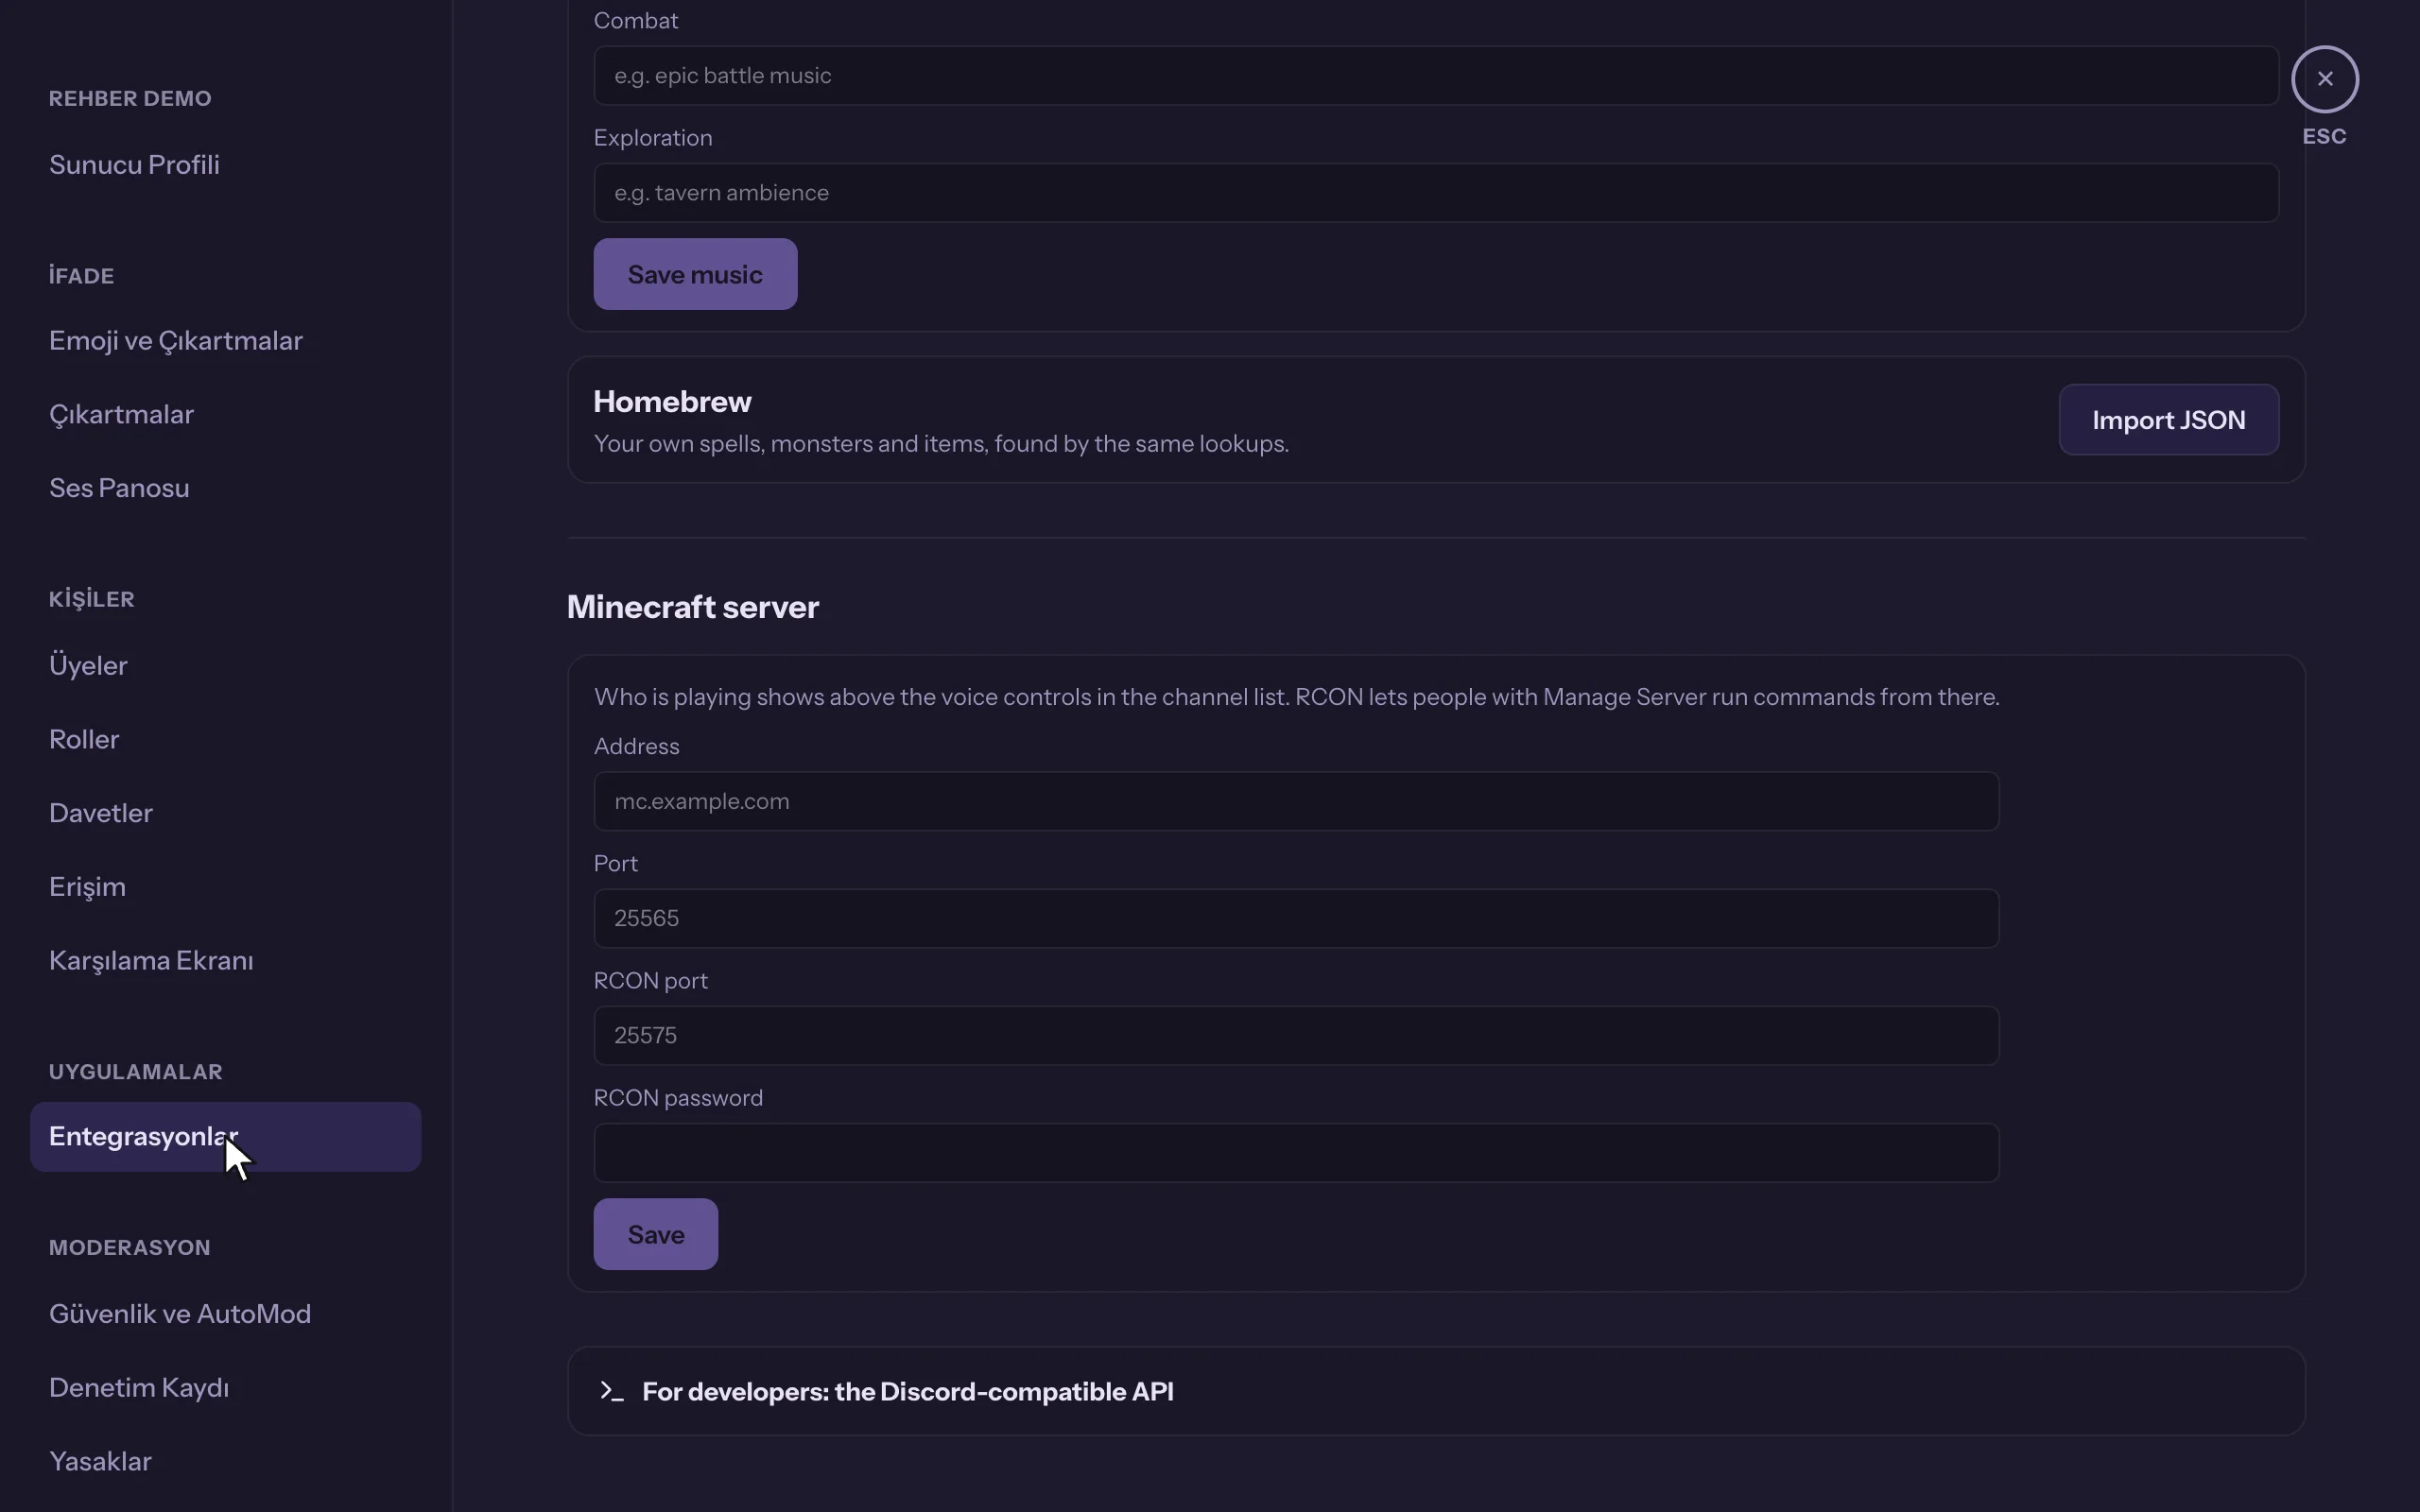 REHBER DEMO
Sunucu Profili
İFADE
Emoji ve Çıkartmalar
Çıkartmalar
Ses Panosu
KİŞİLER
Üyeler
Roller
Davetler
Erişim
Karşılama Ekranı
UYGULAMALAR
Entegrasyonlar
MODERASYON
Güvenlik ve AutoMod
Denetim Kaydı
Yasaklar
Combat
e.g. epic battle music
Exploration
e.g. tavern ambience
Save music
ESC
Homebrew
Your own spells, monsters and items, found by the same lookups.
Import JSON
Minecraft server
Who is playing shows above the voice controls in the channel list. RCON lets people with Manage Server run commands from there.
Address
mc.example.com
Port
25565
RCON port
25575
RCON password
Save
For developers: the Discord-compatible API